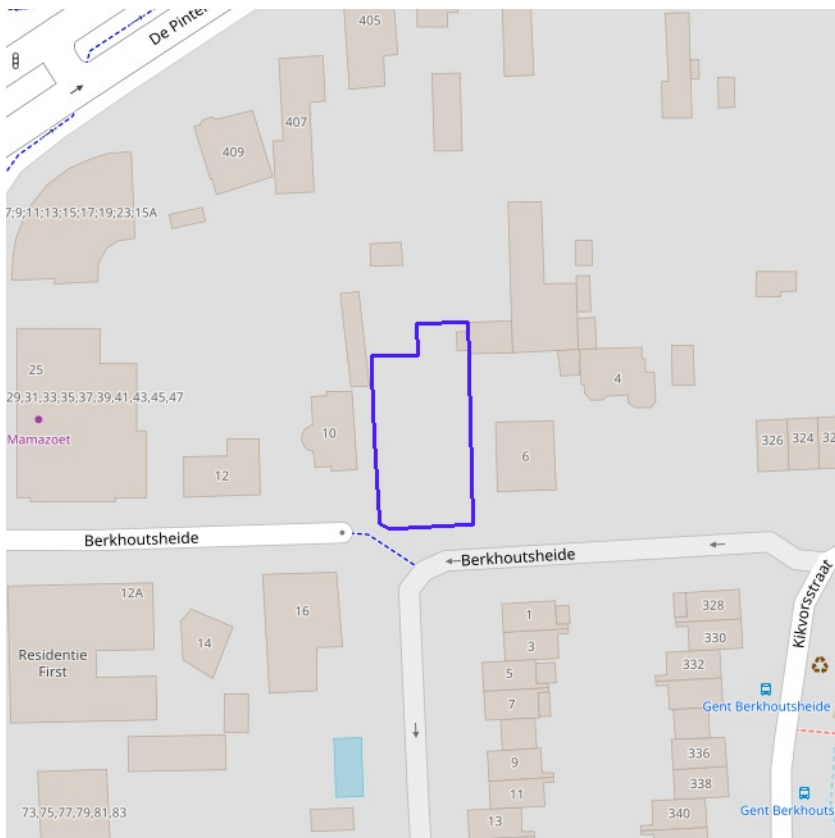 405
De Pintel
407
409
7;9;11;13;15;17;19;23;15A
25
29,31,33,35,37,39,41,43,45,47
Mamazoet
4
10
6
12
326
324
32
Berkhoutsheide
Berkhoutsheide
Kikvorsstraat
12A
16
14
Residentie
First
1
3
5
7
9
11
13
328
330
332
336
338
340
Gent Berkhoutsheide
Gent Berkhouts
73,75,77,79,81,83